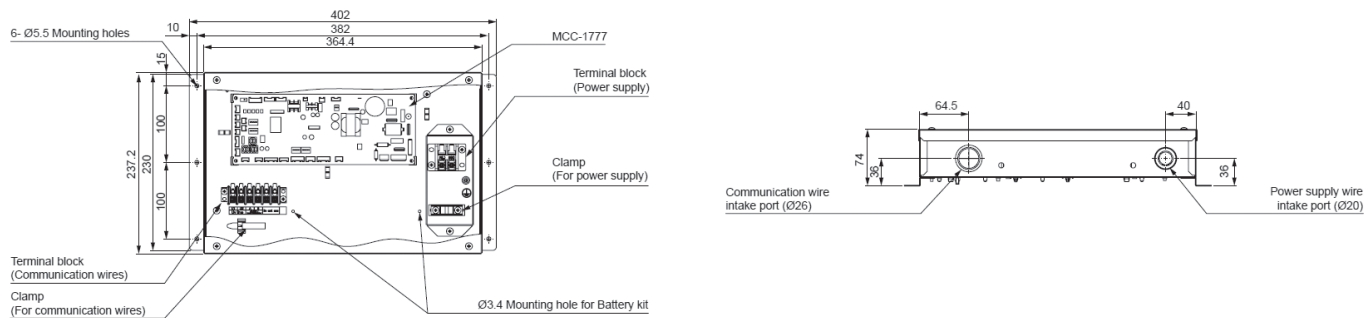 402
10
382
6- Ø5.5 Mounting holes
364.4
MCC-1777
15
Terminal block
(Power supply)
100
237.2
230
100
Clamp
(For power supply)
Terminal block
(Communication wires)
Clamp
(For communication wires)
Ø3.4 Mounting hole for Battery kit
64.5
40
74
36
36
Communication wire
intake port (Ø26)
Power supply wire
intake port (Ø20)